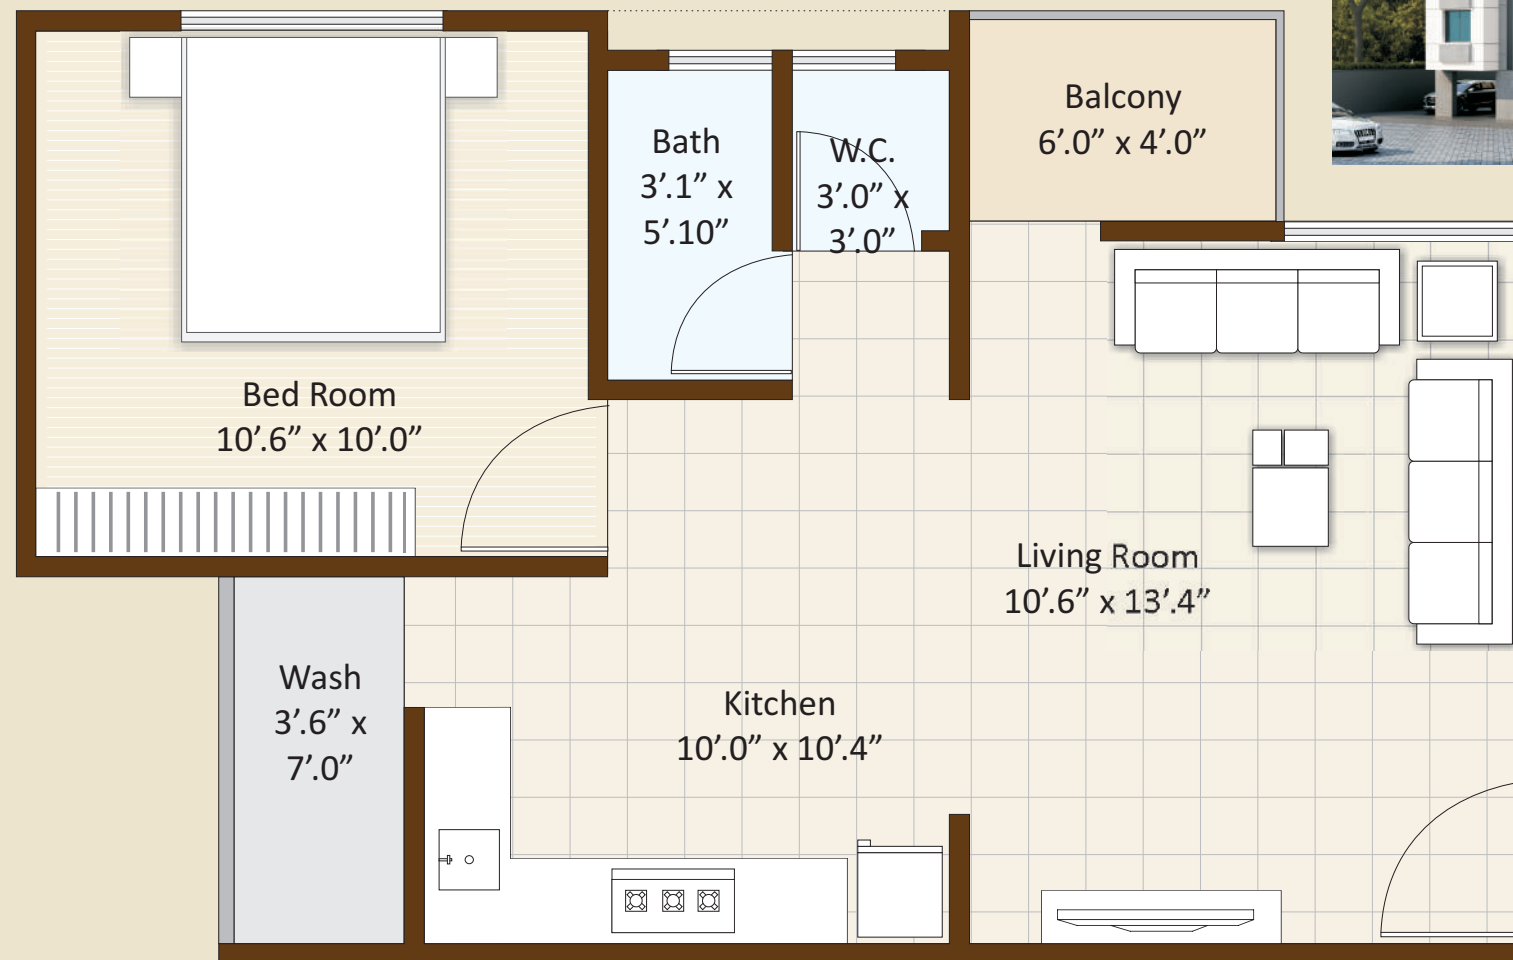 Bed Room
10’.6” x 10’.0”
Bath
3’.1” x
5’.10”
W.C.
3’.0” x
3’.0”
Balcony
6’.0” x 4’.0”
Living Room
10’.6” x 13’.4”
Wash
3’.6” x
7’.0”
Kitchen
10’.0” x 10’.4”